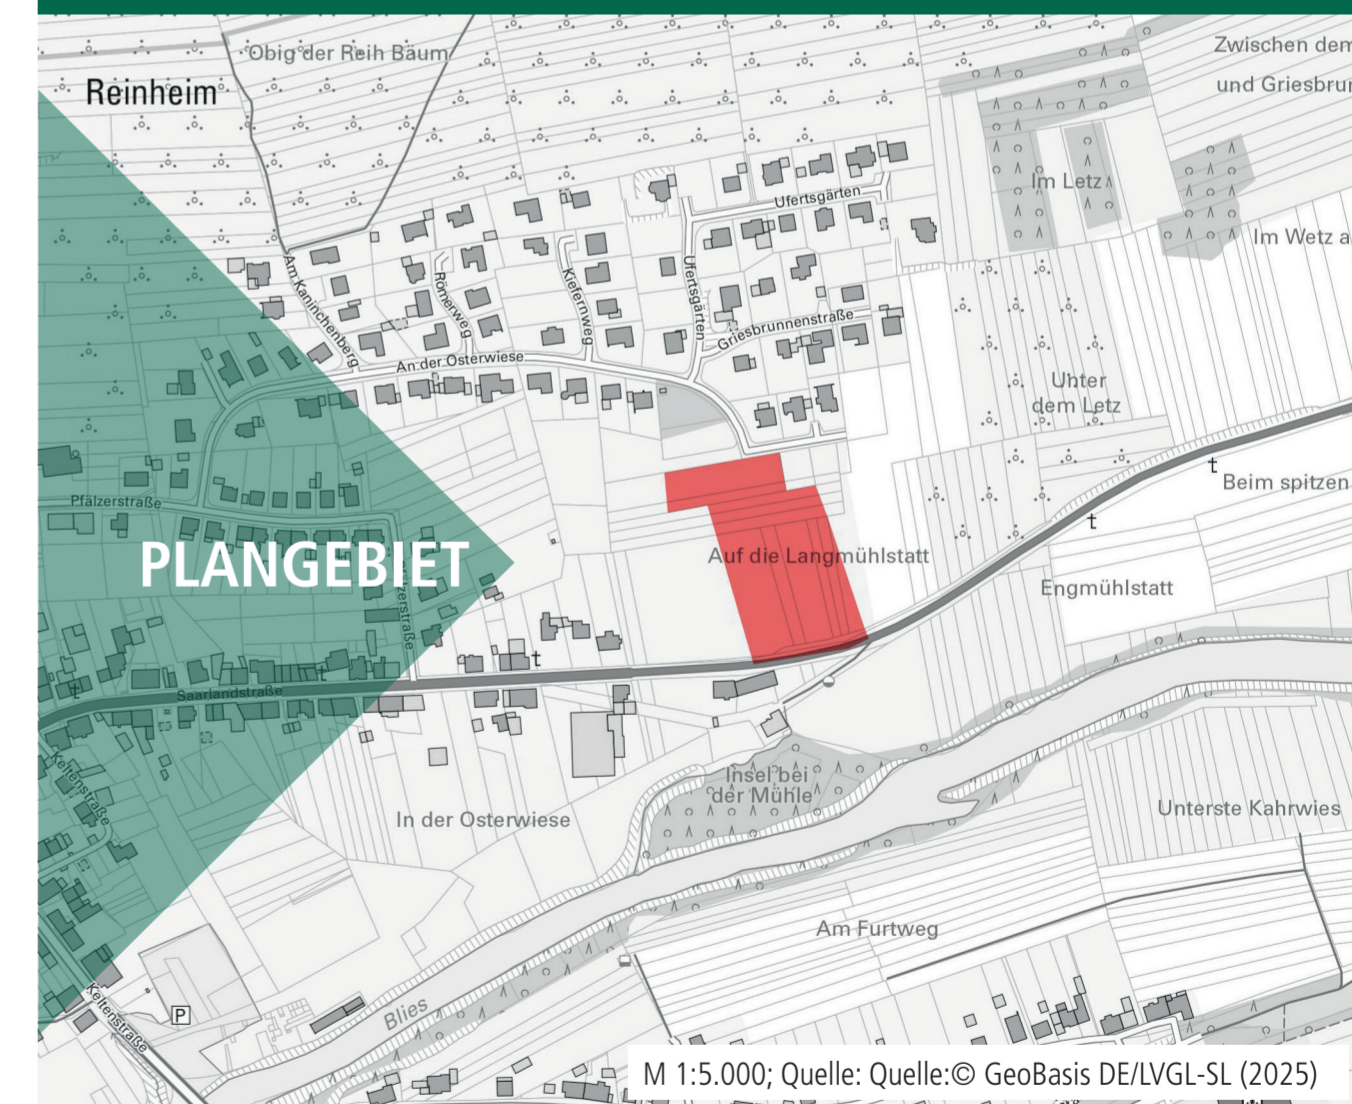 Obig der Reih Bäum
Zwischen dem
und Griesbrun
Reinheim
Im Letz
Ufertsgärten
Im Wetz a
Am Kaninchenberg
Römerweg
Kiefernweg
Ufertsgärten
Griesbrunnenstraße
An der Osterwiese
Unter
dem Letz
Beim spitzen
Pfälzerstraße
PLANGEBIET
Auf die Langmühlstatt
Engmühlstatt
zerstraße
Saarlandstraße
Keltenstraße
Insel bei
der Mühle
In der Osterwiese
Unterste Kahrwies
Am Furtweg
P
Keltenstraße
Blies
M 1:5.000; Quelle: Quelle:© GeoBasis DE/LVGL-SL (2025)